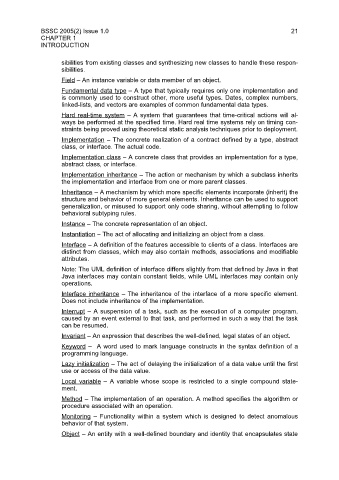 BSSC 2005(2) Issue 1.0 21
CHAPTER 1
INTRODUCTION
sibilities from existing classes and synthesizing new classes to handle these respon-
sibilities.
Field – An instance variable or data member of an object.
Fundamental data type – A type that typically requires only one implementation and
is commonly used to construct other, more useful types. Dates, complex numbers,
linked-lists, and vectors are examples of common fundamental data types.
Hard real-time system – A system that guarantees that time-critical actions will al-
ways be performed at the specified time. Hard real time systems rely on timing con-
straints being proved using theoretical static analysis techniques prior to deployment.
Implementation – The concrete realization of a contract defined by a type, abstract
class, or interface. The actual code.
Implementation class – A concrete class that provides an implementation for a type,
abstract class, or interface.
Implementation inheritance – The action or mechanism by which a subclass inherits
the implementation and interface from one or more parent classes.
Inheritance – A mechanism by which more specific elements incorporate (inherit) the
structure and behavior of more general elements. Inheritance can be used to support
generalization, or misused to support only code sharing, without attempting to follow
behavioral subtyping rules.
Instance – The concrete representation of an object.
Instantiation – The act of allocating and initializing an object from a class.
Interface – A definition of the features accessible to clients of a class. Interfaces are
distinct from classes, which may also contain methods, associations and modifiable
attributes.
Note: The UML definition of interface differs slightly from that defined by Java in that
Java interfaces may contain constant fields, while UML interfaces may contain only
operations.
Interface inheritance – The inheritance of the interface of a more specific element.
Does not include inheritance of the implementation.
Interrupt – A suspension of a task, such as the execution of a computer program,
caused by an event external to that task, and performed in such a way that the task
can be resumed.
Invariant – An expression that describes the well-defined, legal states of an object.
Keyword – A word used to mark language constructs in the syntax definition of a
programming language.
Lazy initialization – The act of delaying the initialization of a data value until the first
use or access of the data value.
Local variable – A variable whose scope is restricted to a single compound state-
ment.
Method – The implementation of an operation. A method specifies the algorithm or
procedure associated with an operation.
Monitoring – Functionality within a system which is designed to detect anomalous
behavior of that system.
Object – An entity with a well-defined boundary and identity that encapsulates state